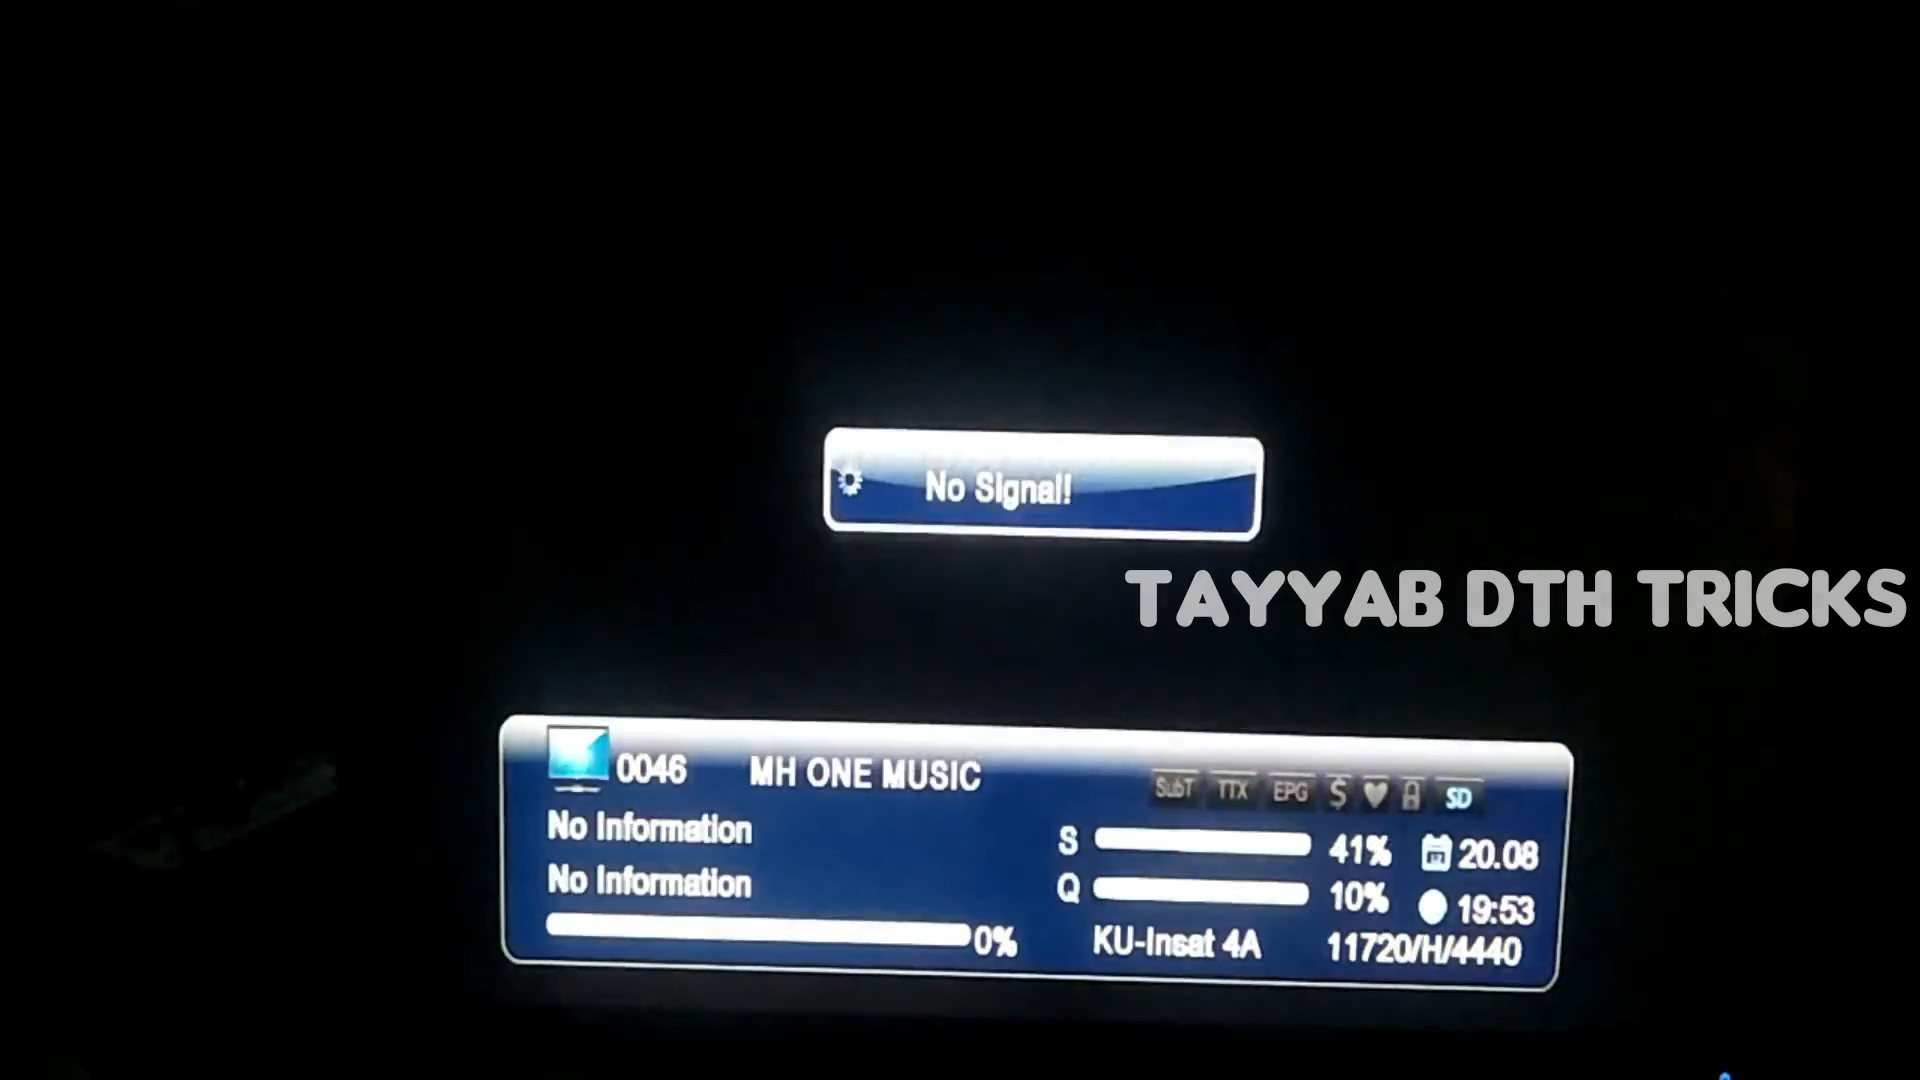 No Signal!
TAYYAB DTH TRICKS
0046 MH ONE MUSIC
SubT TTX EPG $ SD
No Information
S 41% 20.08
No Information
Q 10% 19:53
0% KU-Insat 4A 11720/H/4440